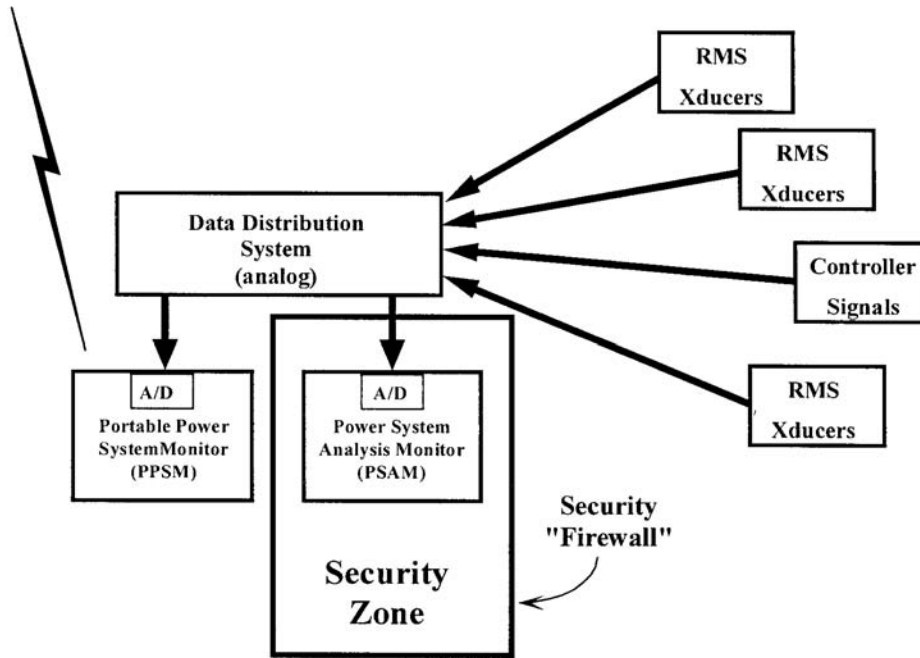 RMS
Xducers
RMS
Xducers
Data Distribution
System
(analog)
Controller
Signals
A/D
Portable Power
SystemMonitor
(PPSM)
A/D
Power System
Analysis Monitor
(PSAM)
RMS
Xducers
Security
"Firewall"
Security
Zone